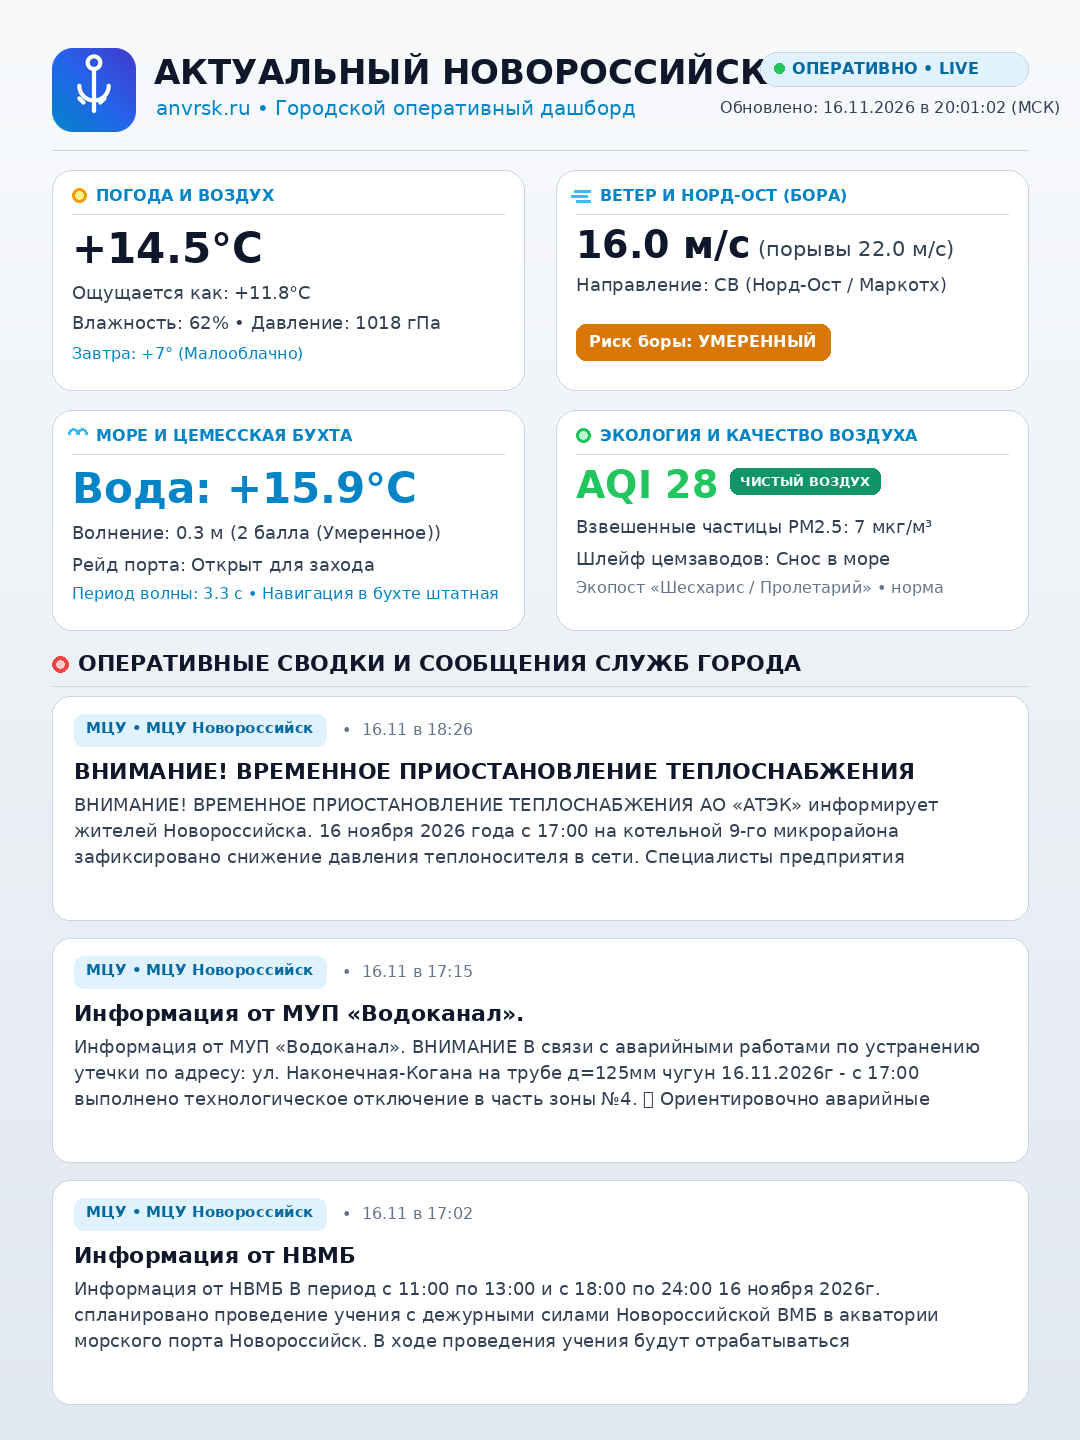 АКТУАЛЬНЫЙ НОВОРОССИЙСК
ОПЕРАТИВНО • LIVE
anvrsk.ru • Городской оперативный дашборд
Обновлено: 16.11.2026 в 20:01:02 (МСК)
ПОГОДА И ВОЗДУХ
+14.5°C
Ощущается как: +11.8°C
Влажность: 62% • Давление: 1018 гПа
Завтра: +7° (Малооблачно)
ВЕТЕР И НОРД-ОСТ (БОРА)
16.0 м/с (порывы 22.0 м/с)
Направление: СВ (Норд-Ост / Маркотх)
Риск боры: УМЕРЕННЫЙ
МОРЕ И ЦЕМЕССКАЯ БУХТА
Вода: +15.9°C
Волнение: 0.3 м (2 балла (Умеренное))
Рейд порта: Открыт для захода
Период волны: 3.3 с • Навигация в бухте штатная
ЭКОЛОГИЯ И КАЧЕСТВО ВОЗДУХА
AQI 28 ЧИСТЫЙ ВОЗДУХ
Взвешенные частицы PM2.5: 7 мкг/м³
Шлейф цемзаводов: Снос в море
Экопост «Шесхарис / Пролетарий» • норма
ОПЕРАТИВНЫЕ СВОДКИ И СООБЩЕНИЯ СЛУЖБ ГОРОДА
МЦУ • МЦУ Новороссийск • 16.11 в 18:26
ВНИМАНИЕ! ВРЕМЕННОЕ ПРИОСТАНОВЛЕНИЕ ТЕПЛОСНАБЖЕНИЯ
ВНИМАНИЕ! ВРЕМЕННОЕ ПРИОСТАНОВЛЕНИЕ ТЕПЛОСНАБЖЕНИЯ АО «АТЭК» информирует
жителей Новороссийска. 16 ноября 2026 года с 17:00 на котельной 9-го микрорайона
зафиксировано снижение давления теплоносителя в сети. Специалисты предприятия
МЦУ • МЦУ Новороссийск • 16.11 в 17:15
Информация от МУП «Водоканал».
Информация от МУП «Водоканал». ВНИМАНИЕ В связи с аварийными работами по устранению
утечки по адресу: ул. Наконечная-Когана на трубе д=125мм чугун 16.11.2026г - с 17:00
выполнено технологическое отключение в часть зоны №4. Ориентировочно аварийные
МЦУ • МЦУ Новороссийск • 16.11 в 17:02
Информация от НВМБ
Информация от НВМБ В период с 11:00 по 13:00 и с 18:00 по 24:00 16 ноября 2026г.
спланировано проведение учения с дежурными силами Новороссийской ВМБ в акватории
морского порта Новороссийск. В ходе проведения учения будут отрабатываться